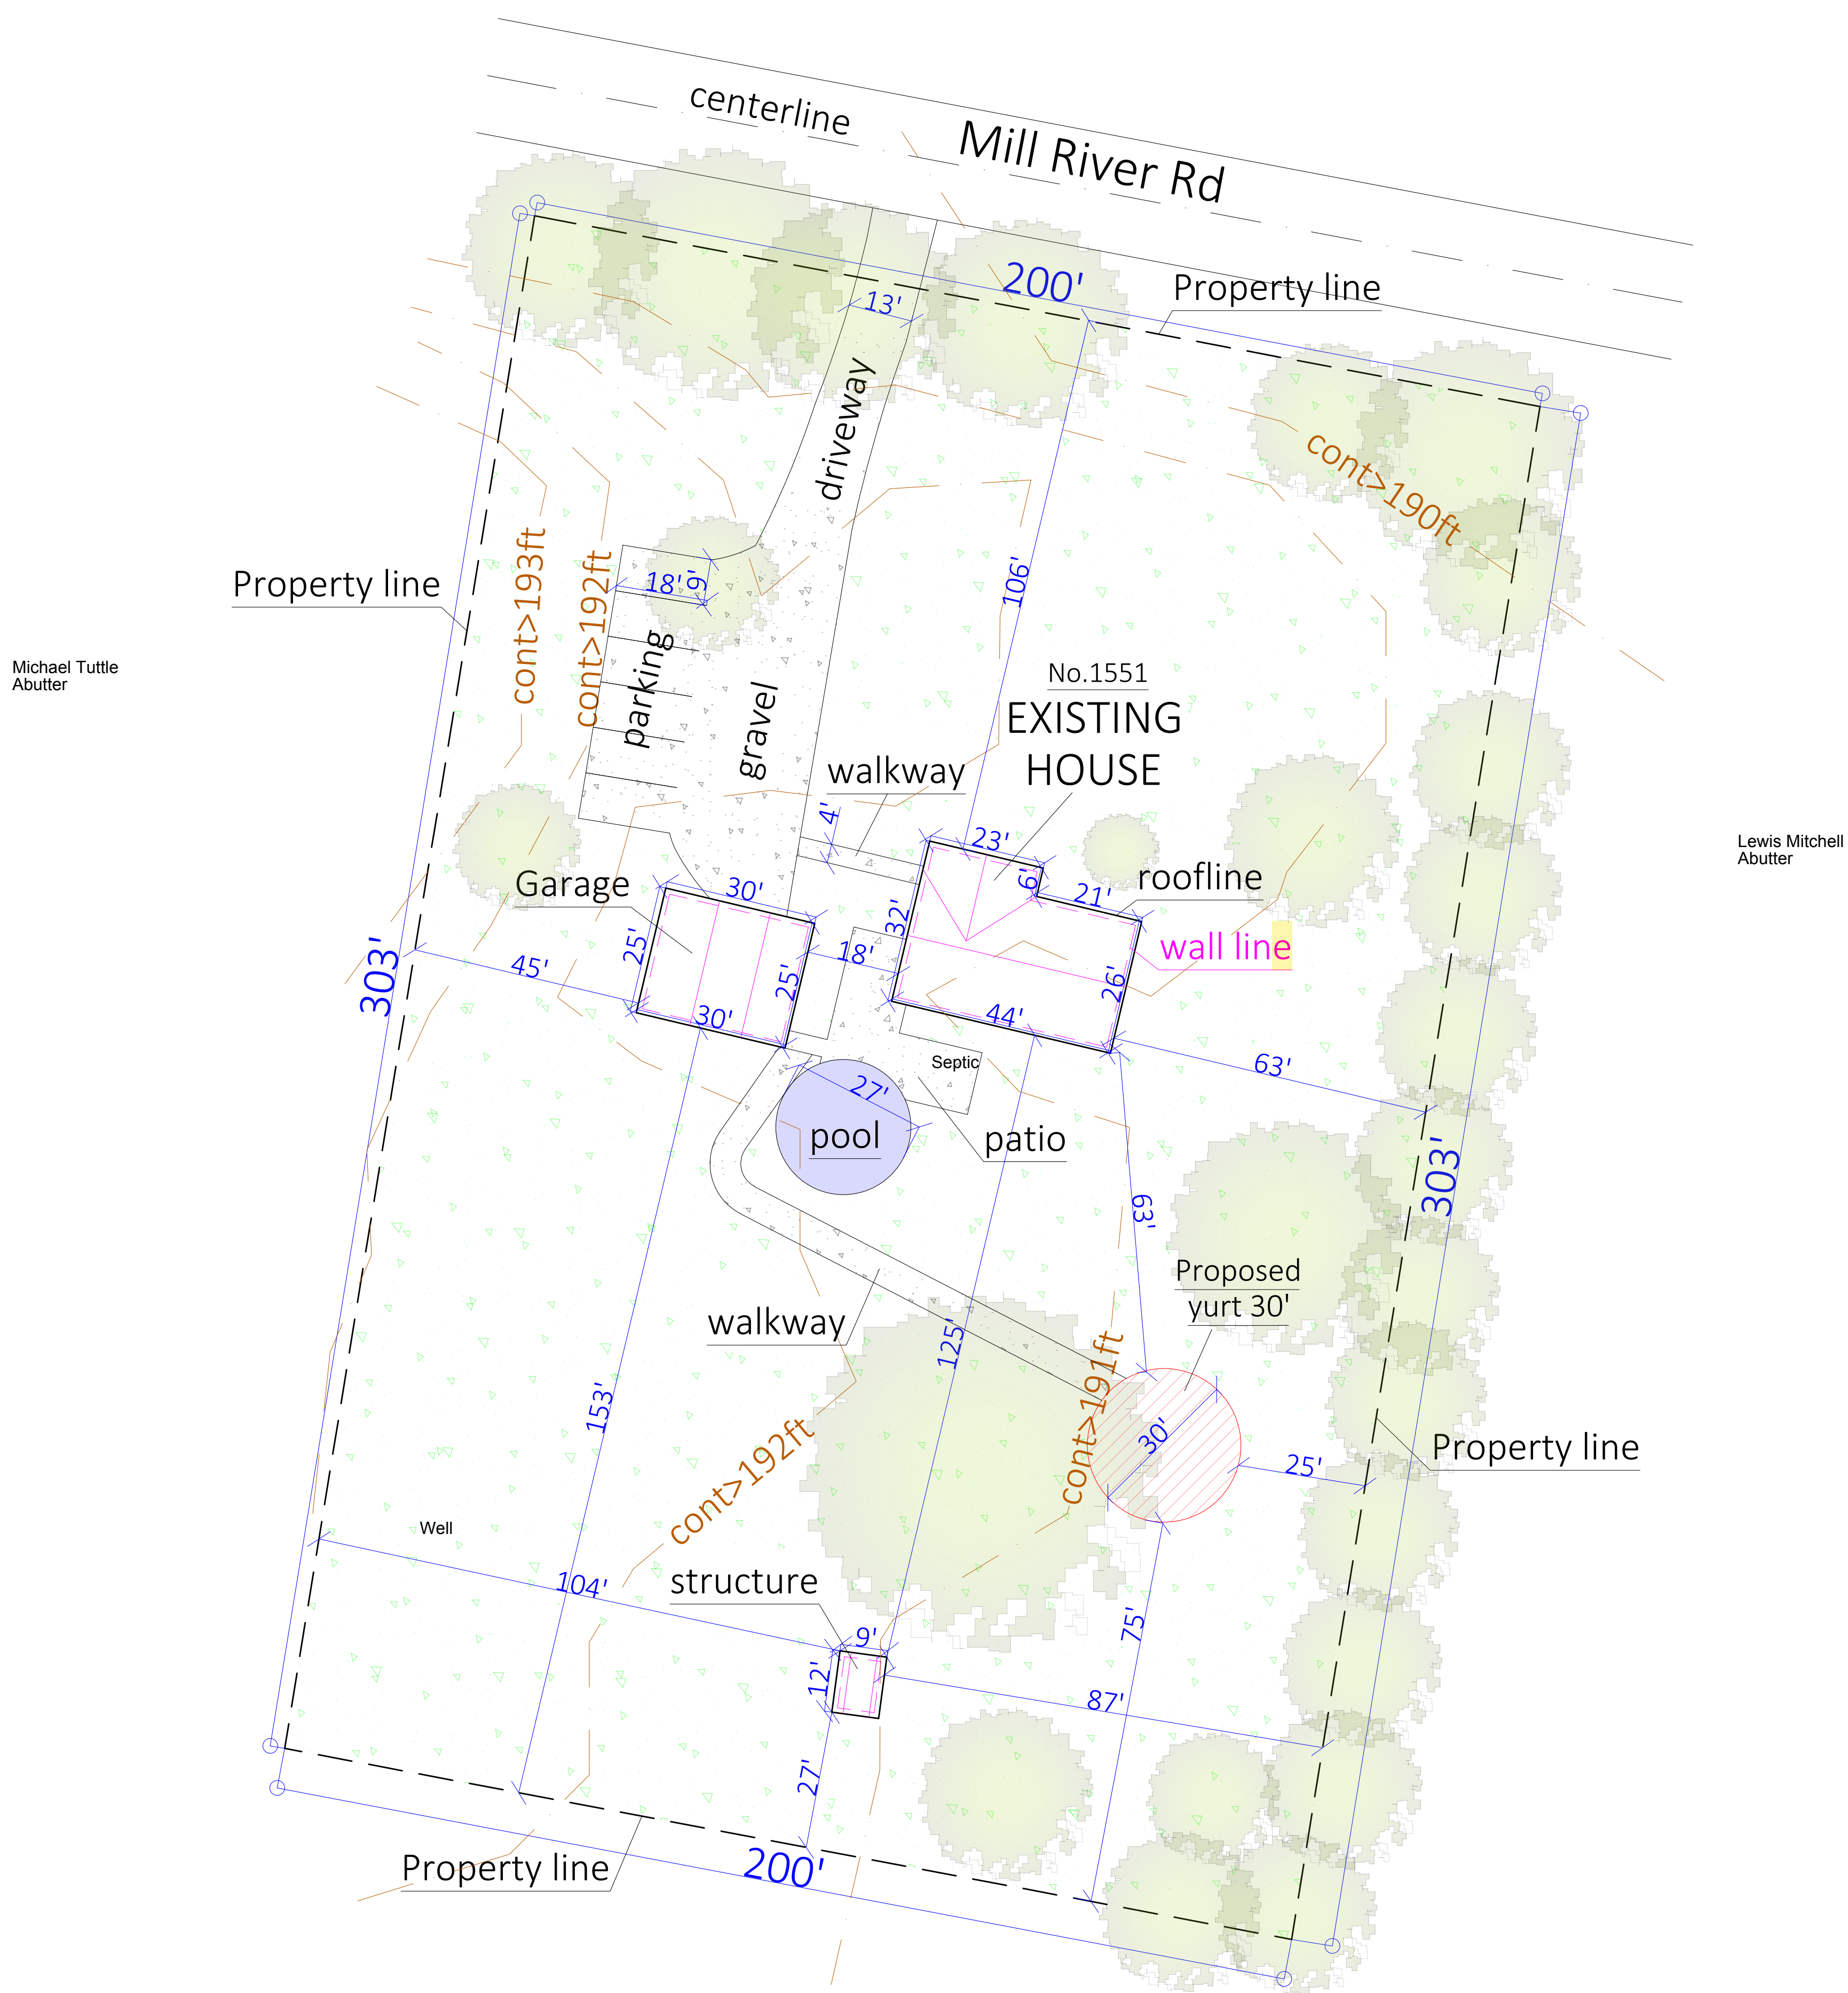 centerline
Mill River Rd
200'
Property line
13'
driveway
cont>190ft
106'
cont>193ft
cont>192ft
Property line
18'
9'
parking
gravel
Michael Tuttle
Abutter
No.1551
EXISTING
HOUSE
walkway
4'
23'
6'
21'
roofline
Lewis Mitchell
Abutter
Garage
30'
25'
25'
30'
32'
18'
wall line
26'
44'
45'
303'
63'
Septic
27'
pool
patio
303'
63'
Proposed
yurt 30'
walkway
125'
cont>191ft
153'
30'
25'
Property line
cont>192ft
Well
104'
structure
9'
12'
75'
87'
27'
Property line
200'